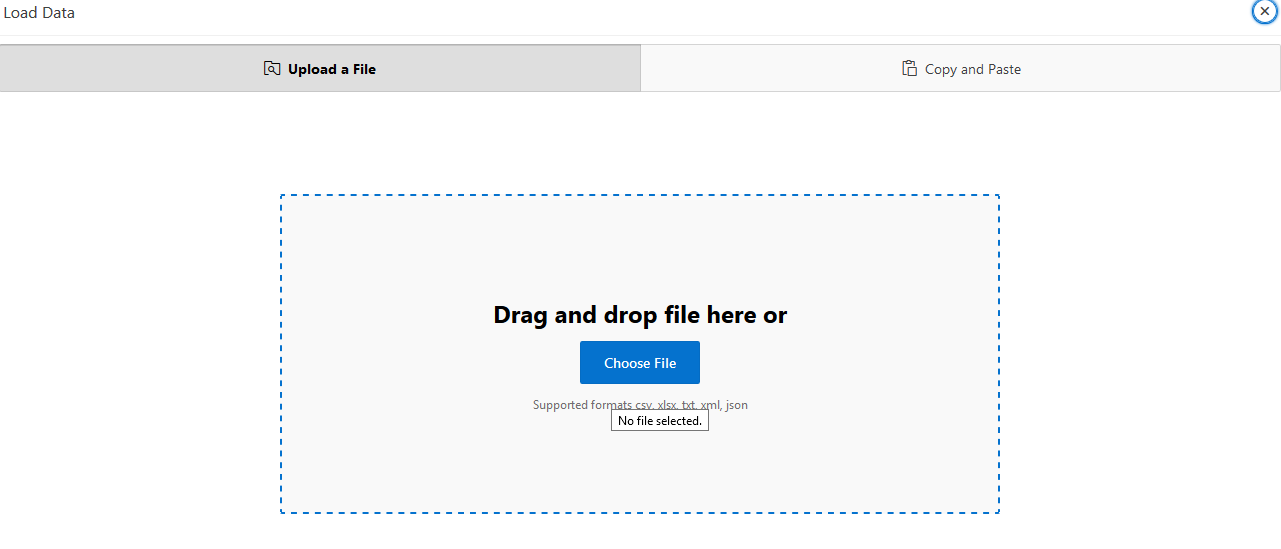 Load Data
Upload a File
Copy and Paste
Drag and drop file here or
Choose File
Supported formats csv, xlsx, txt, xml, json
No file selected.